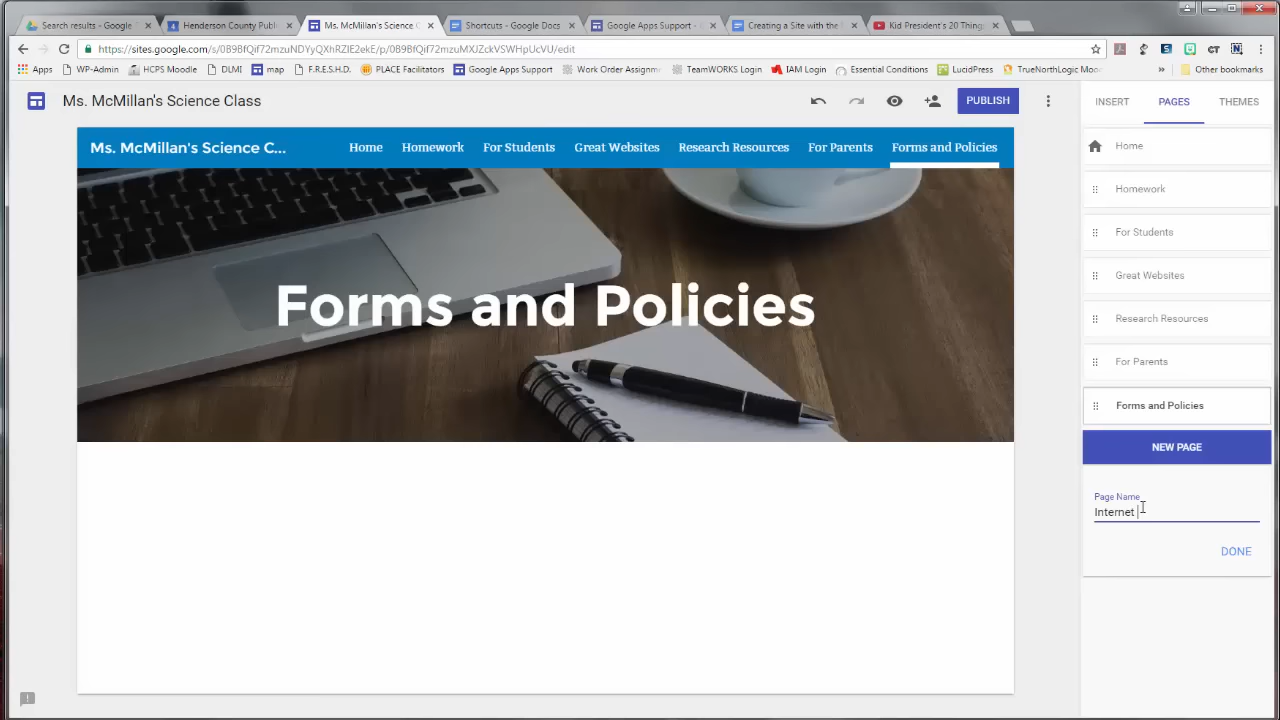 Search results - Google
Henderson County Publi
Ms. McMillan's Science C
Shortcuts - Google Docs
Google Apps Support -
Creating a Site with the
Kid President's 20 Things
https://sites.google.com/s/0B9BfQif72mzuNDYyQXhRZlE2ekE/p/0B9BfQif72mzuMXJZckVSWHpUcVU/edit
Apps
WP-Admin
HCPS Moodle
DLMI
map
F.R.E.S.H.D.
PLACE Facilitators
Google Apps Support
Work Order Assignme
TeamWORKS Login
IAM Login
Essential Conditions
LucidPress
TrueNorthLogic Moo
Other bookmarks
Ms. McMillan's Science Class
PUBLISH
INSERT
PAGES
THEMES
Ms. McMillan's Science C...
Home
Homework
For Students
Great Websites
Research Resources
For Parents
Forms and Policies
Forms and Policies
Home
Homework
For Students
Great Websites
Research Resources
For Parents
Forms and Policies
NEW PAGE
Page Name
Internet
DONE